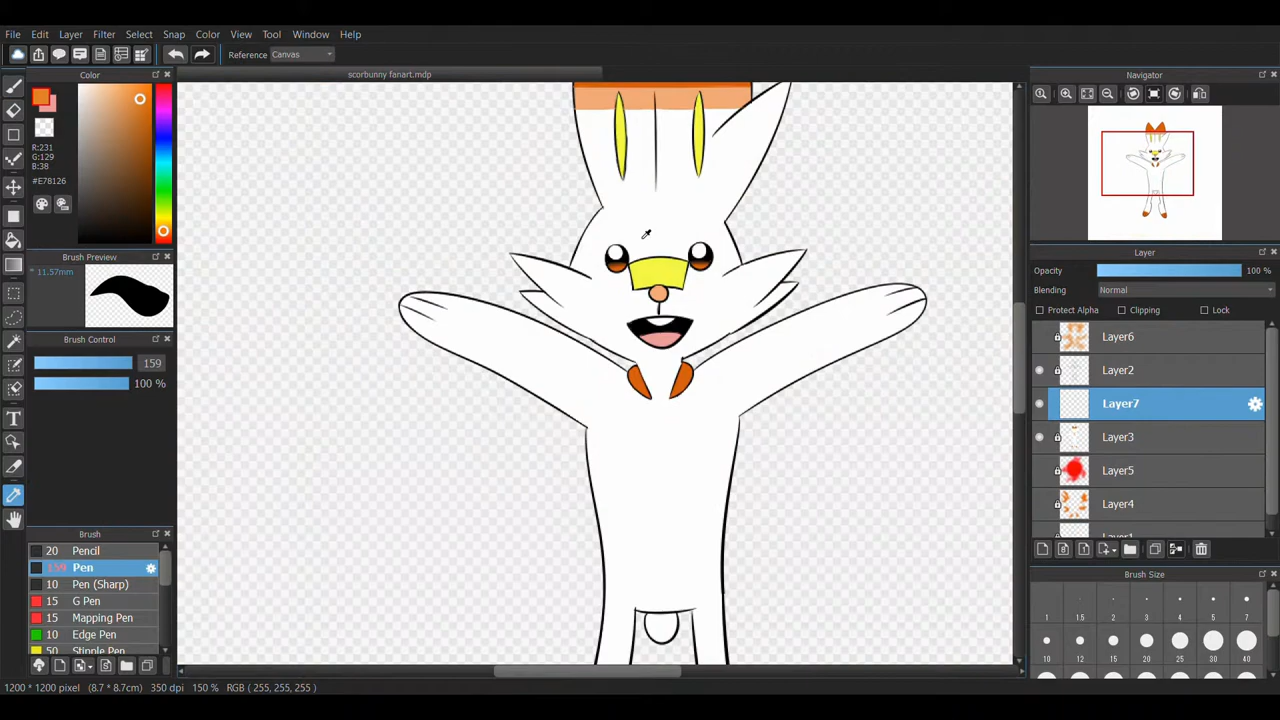 File Edit Layer Filter Select Snap Color View Tool Window Help
Reference Canvas
Color
scorbunny fanart.mdp
Navigator
R:231
G:129
B:38
#E78126
Brush Preview
11.57mm
Brush Control
159
100 %
Brush
20 Pencil
159 Pen
10 Pen (Sharp)
15 G Pen
15 Mapping Pen
10 Edge Pen
50 Stipple Pen
Layer
Opacity
Blending Normal
Protect Alpha Clipping Lock
Layer6
Layer2
Layer7
Layer3
Layer5
Layer4
Layer1
Brush Size
1 1.5 2 3 4 5 7
10 12 15 20 25 30 40
1200 * 1200 pixel (8.7 * 8.7cm) 350 dpi 150 % RGB ( 255, 255, 255 )